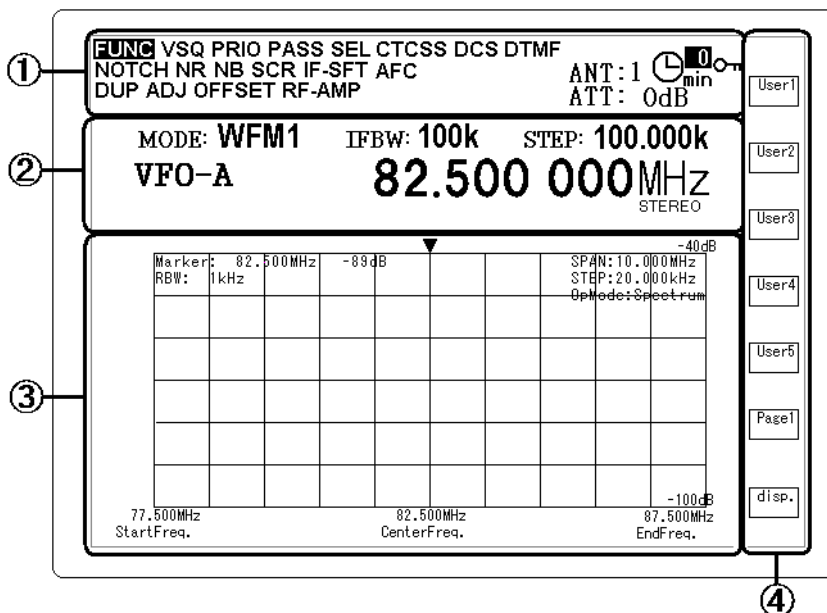 ①
FUNC VSQ PRIO PASS SEL CTCSS DCS DTMF
NOTCH NR NB SCR IF-SFT AFC
DUP ADJ OFFSET RF-AMP
ANT:1 0 min
ATT: 0dB
②
MODE: WFM1 IFBW: 100k STEP: 100.000k
VFO-A 82.500 000MHz
STEREO
③
-40dB
Marker: 82.500MHz -89dB SPAN:10.000MHz
RBW: 1kHz STEP:20.000kHz
OpMode:Spectrum
-100dB
77.500MHz 82.500MHz 87.500MHz
StartFreq. CenterFreq. EndFreq.
User1
User2
User3
User4
User5
Page1
disp.
④